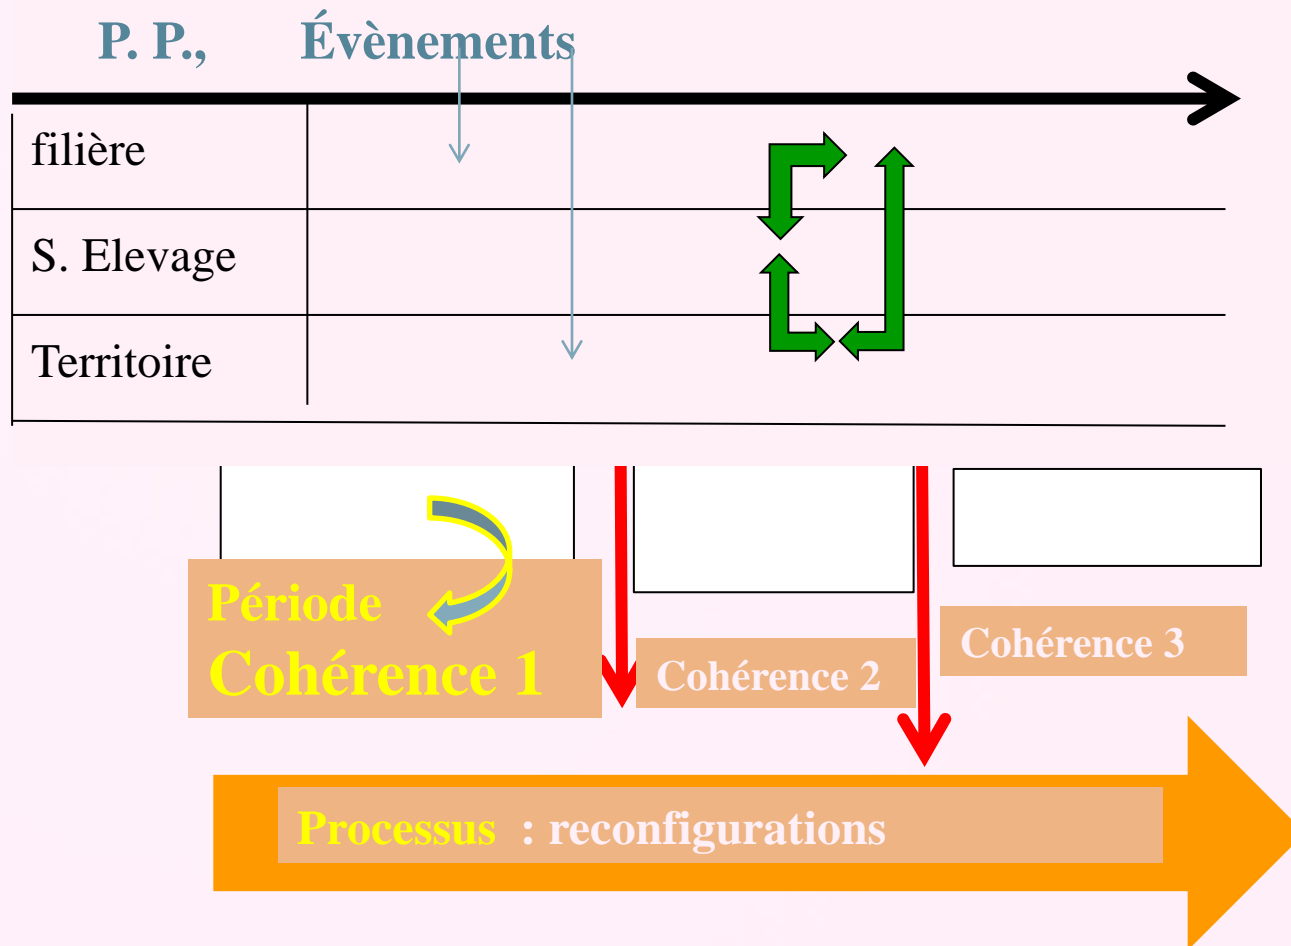 P. P., Évènements
filière
S. Elevage
Territoire
Période
Cohérence 1
Cohérence 2
Cohérence 3
Processus : reconfigurations